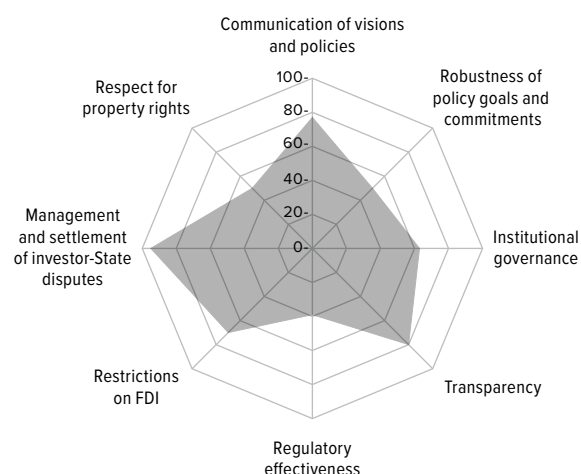 Communication of visions
and policies
Robustness of
policy goals and
commitments
Institutional
governance
Transparency
Regulatory
effectiveness
Restrictions
on FDI
Management
and settlement
of investor-State
disputes
Respect for
property rights
100-
80-
60-
40-
20-
0-